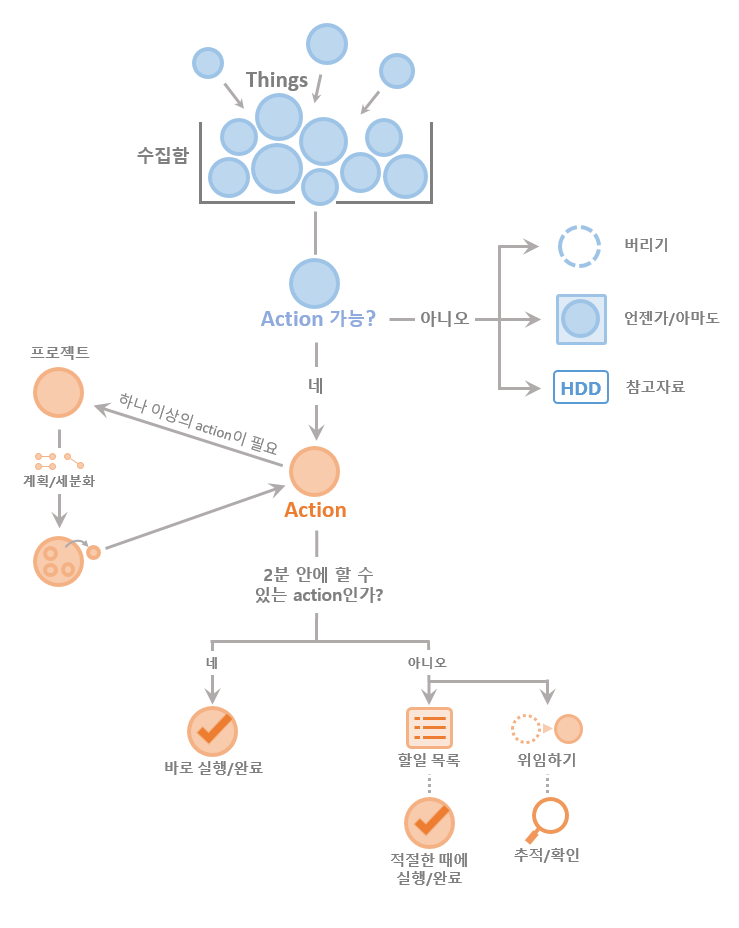 Things
수집함
Action 가능?
아니오
버리기
언젠가/아마도
HDD
참고자료
네
프로젝트
하나 이상의 action이 필요
계획/세분화
Action
2분 안에 할 수
있는 action인가?
네
아니오
바로 실행/완료
할일 목록
위임하기
적절한 때에
실행/완료
추적/확인